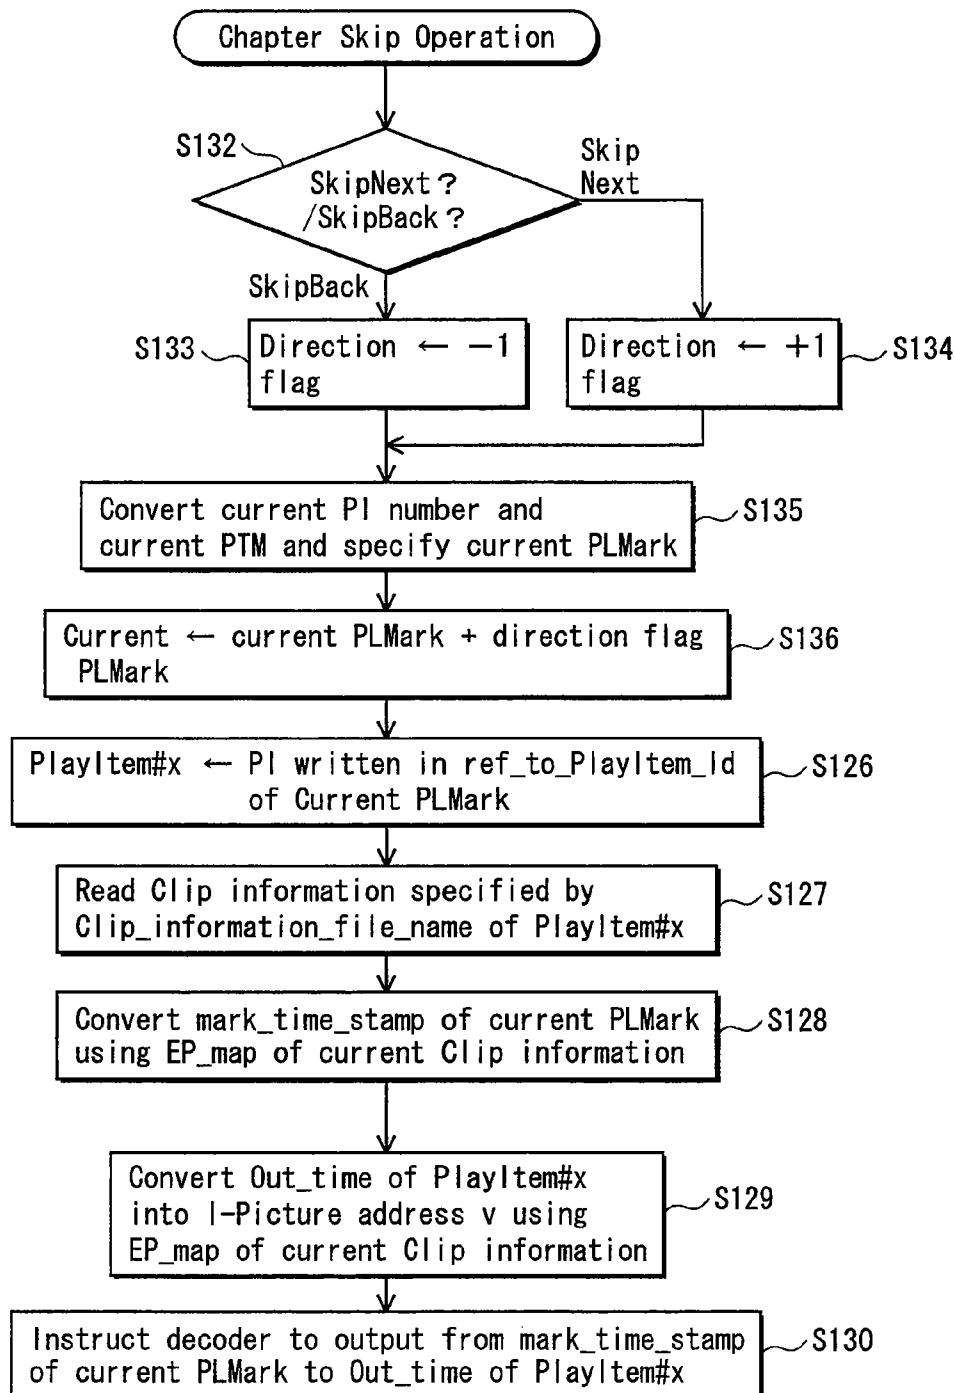 Chapter Skip Operation
S132
SkipNext?
/SkipBack?
Skip
Next
SkipBack
S133
Direction ← -1
flag
Direction ← +1
flag
S134
Convert current PI number and
current PTM and specify current PLMark
S135
Current ← current PLMark + direction flag
PLMark
S136
PlayItem#x ← PI written in ref_to_PlayItem_Id
of Current PLMark
S126
Read Clip information specified by
Clip_information_file_name of PlayItem#x
S127
Convert mark_time_stamp of current PLMark
using EP_map of current Clip information
S128
Convert Out_time of PlayItem#x
into I-Picture address v using
EP_map of current Clip information
S129
Instruct decoder to output from mark_time_stamp
of current PLMark to Out_time of PlayItem#x
S130